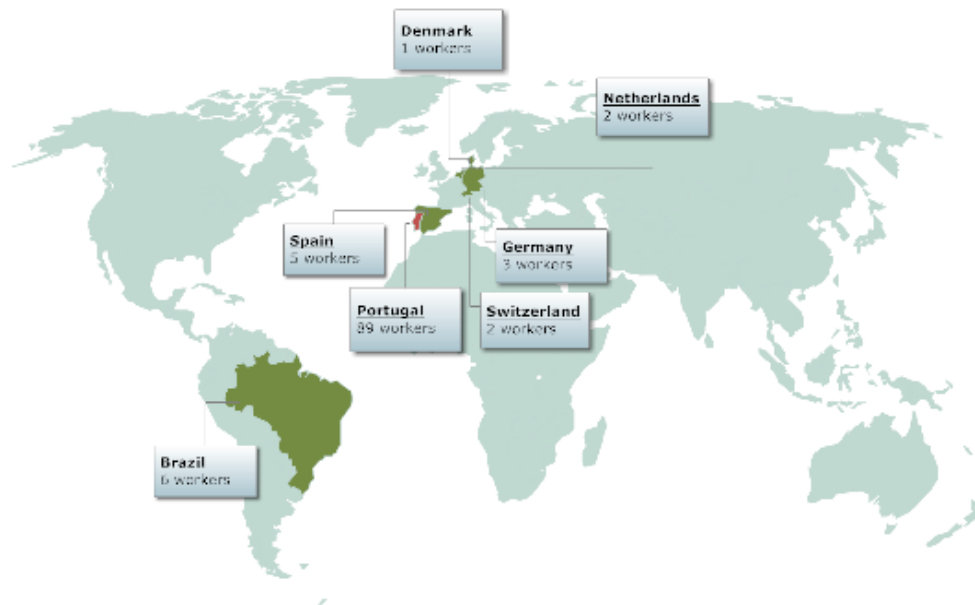 Denmark
1 workers
Netherlands
2 workers
Spain
5 workers
Germany
3 workers
Portugal
89 workers
Switzerland
2 workers
Brazil
6 workers